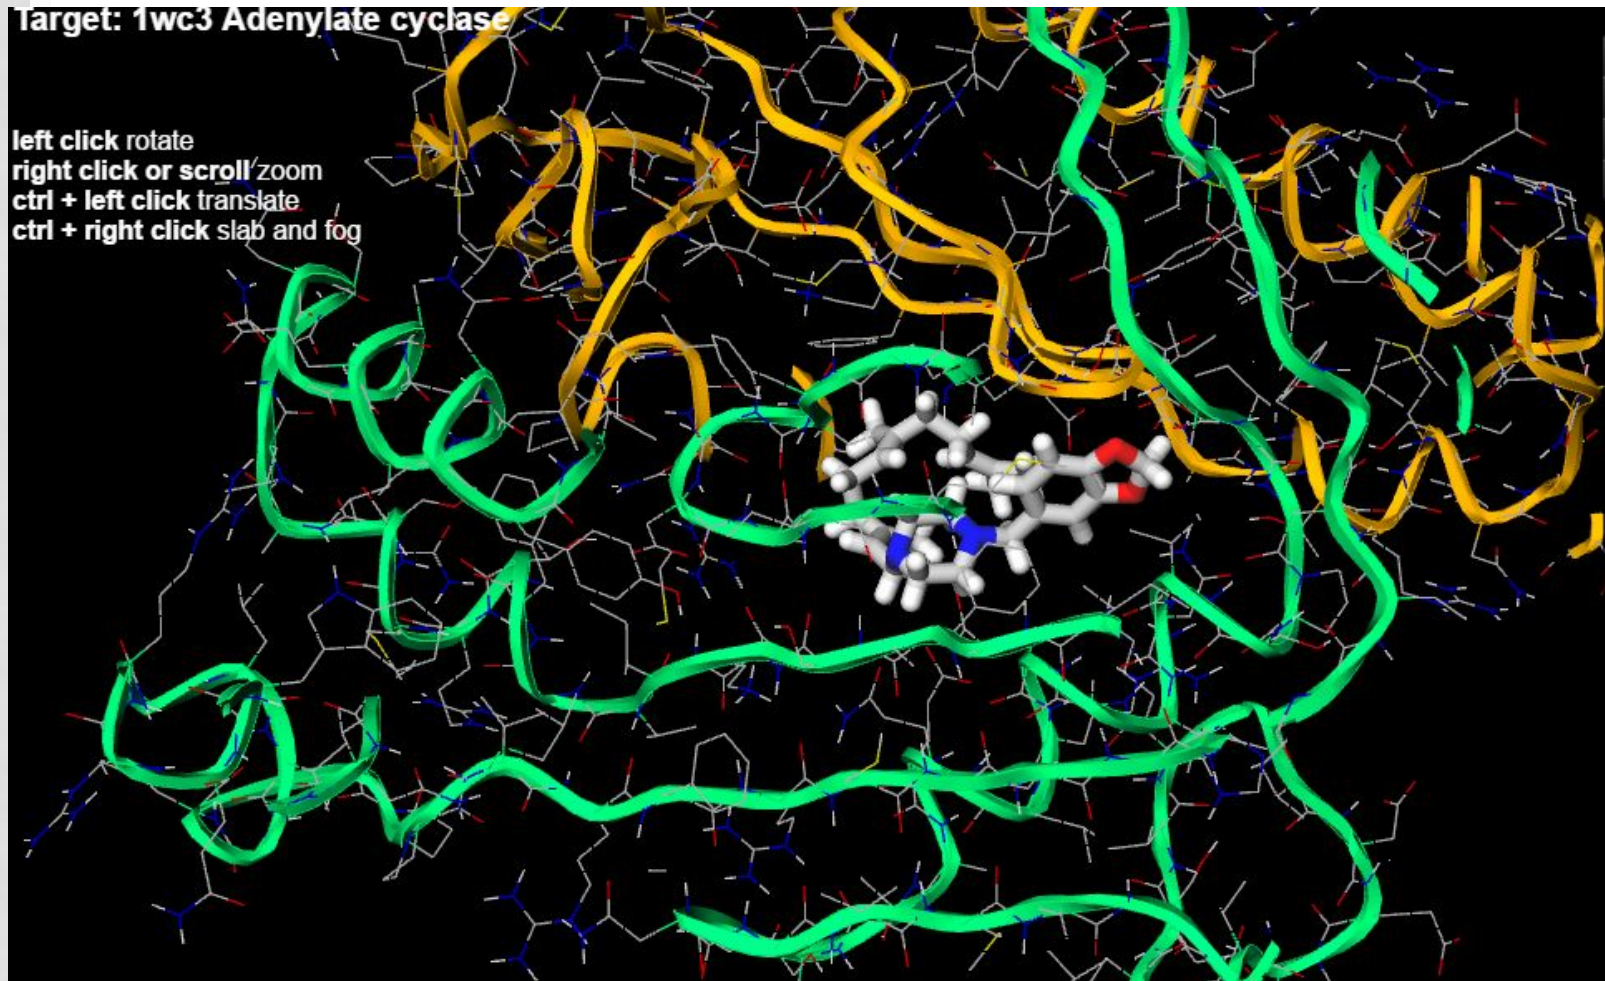 Target: 1wc3 Adenylate cyclase
left click rotate
right click or scroll zoom
ctrl + left click translate
ctrl + right click slab and fog